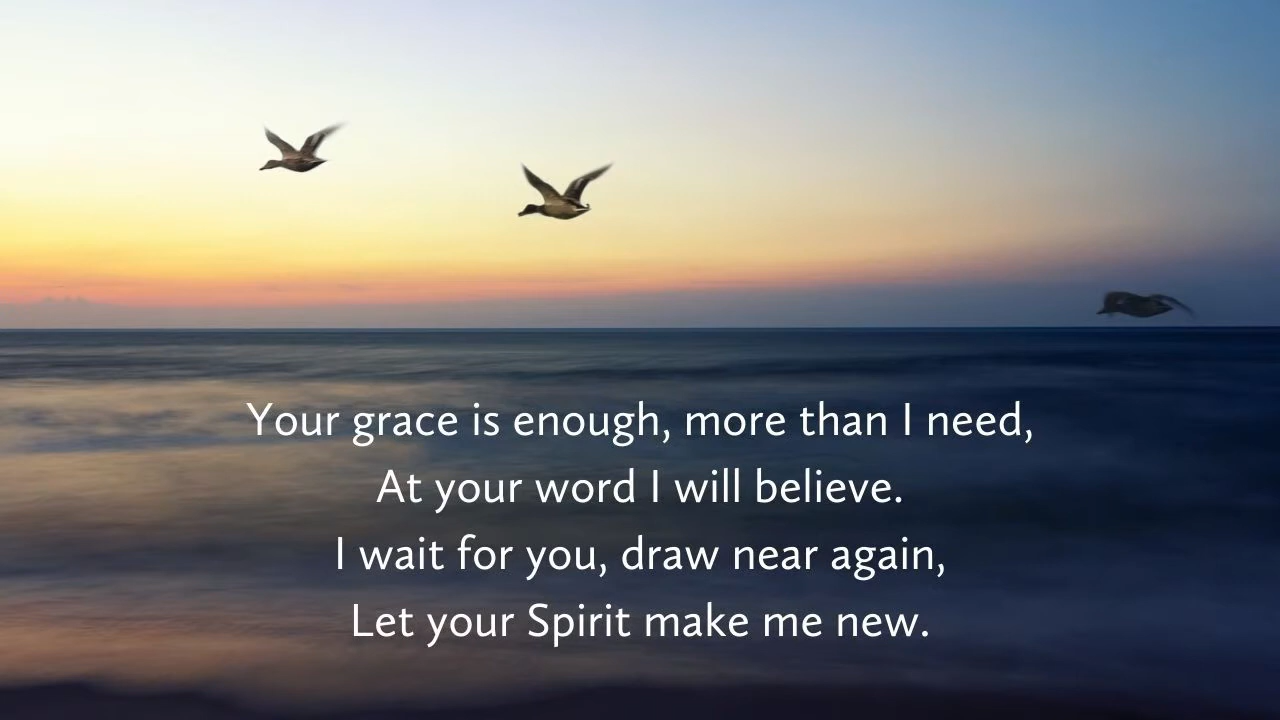 Your grace is enough, more than I need,
At your word I will believe.
I wait for you, draw near again,
Let your Spirit make me new.